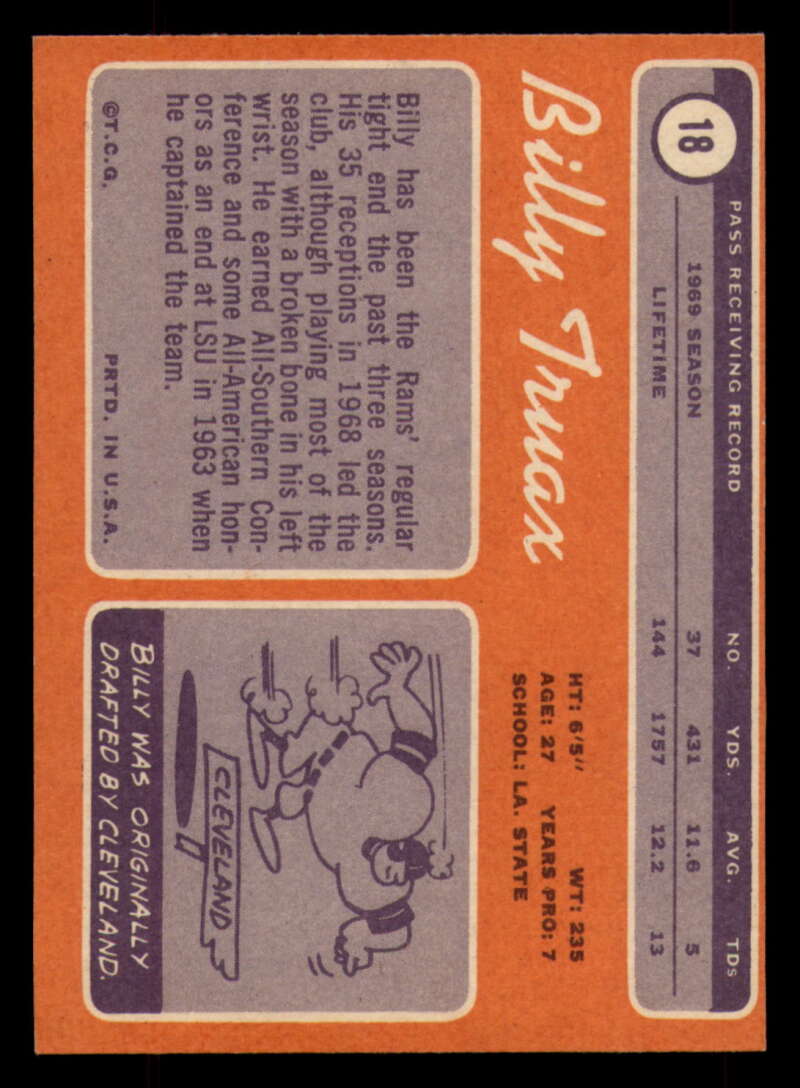 18
PASS RECEIVING RECORD NO. YDS. AVG. TDs
1969 SEASON 37 431 11.6 5
LIFETIME 144 1757 12.2 13
Billy Truax
HT: 6'5" WT: 235
AGE: 27 YEARS PRO: 7
SCHOOL: LA. STATE
Billy has been the Rams' regular
tight end the past three seasons.
His 35 receptions in 1968 led the
club, although playing most of the
season with a broken bone in his left
wrist. He earned All-Southern Con-
ference and some All-American hon-
ors as an end at LSU in 1963 when
he captained the team.
©T.C.G. PRTD. IN U.S.A.
CLEVELAND
BILLY WAS ORIGINALLY
DRAFTED BY CLEVELAND.